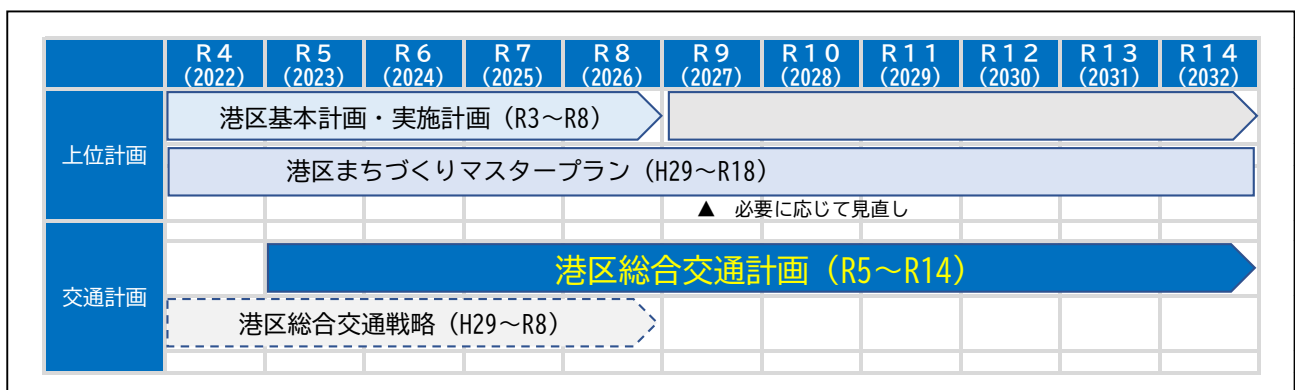 R4 R5 R6 R7 R8 R9 R10 R11 R12 R13 R14
(2022) (2023) (2024) (2025) (2026) (2027) (2028) (2029) (2030) (2031) (2032)
上位計画
港区基本計画・実施計画（R3～R8）
港区まちづくりマスタープラン（H29～R18）
▲ 必要に応じて見直し
交通計画
港区総合交通計画（R5～R14）
港区総合交通戦略（H29～R8）